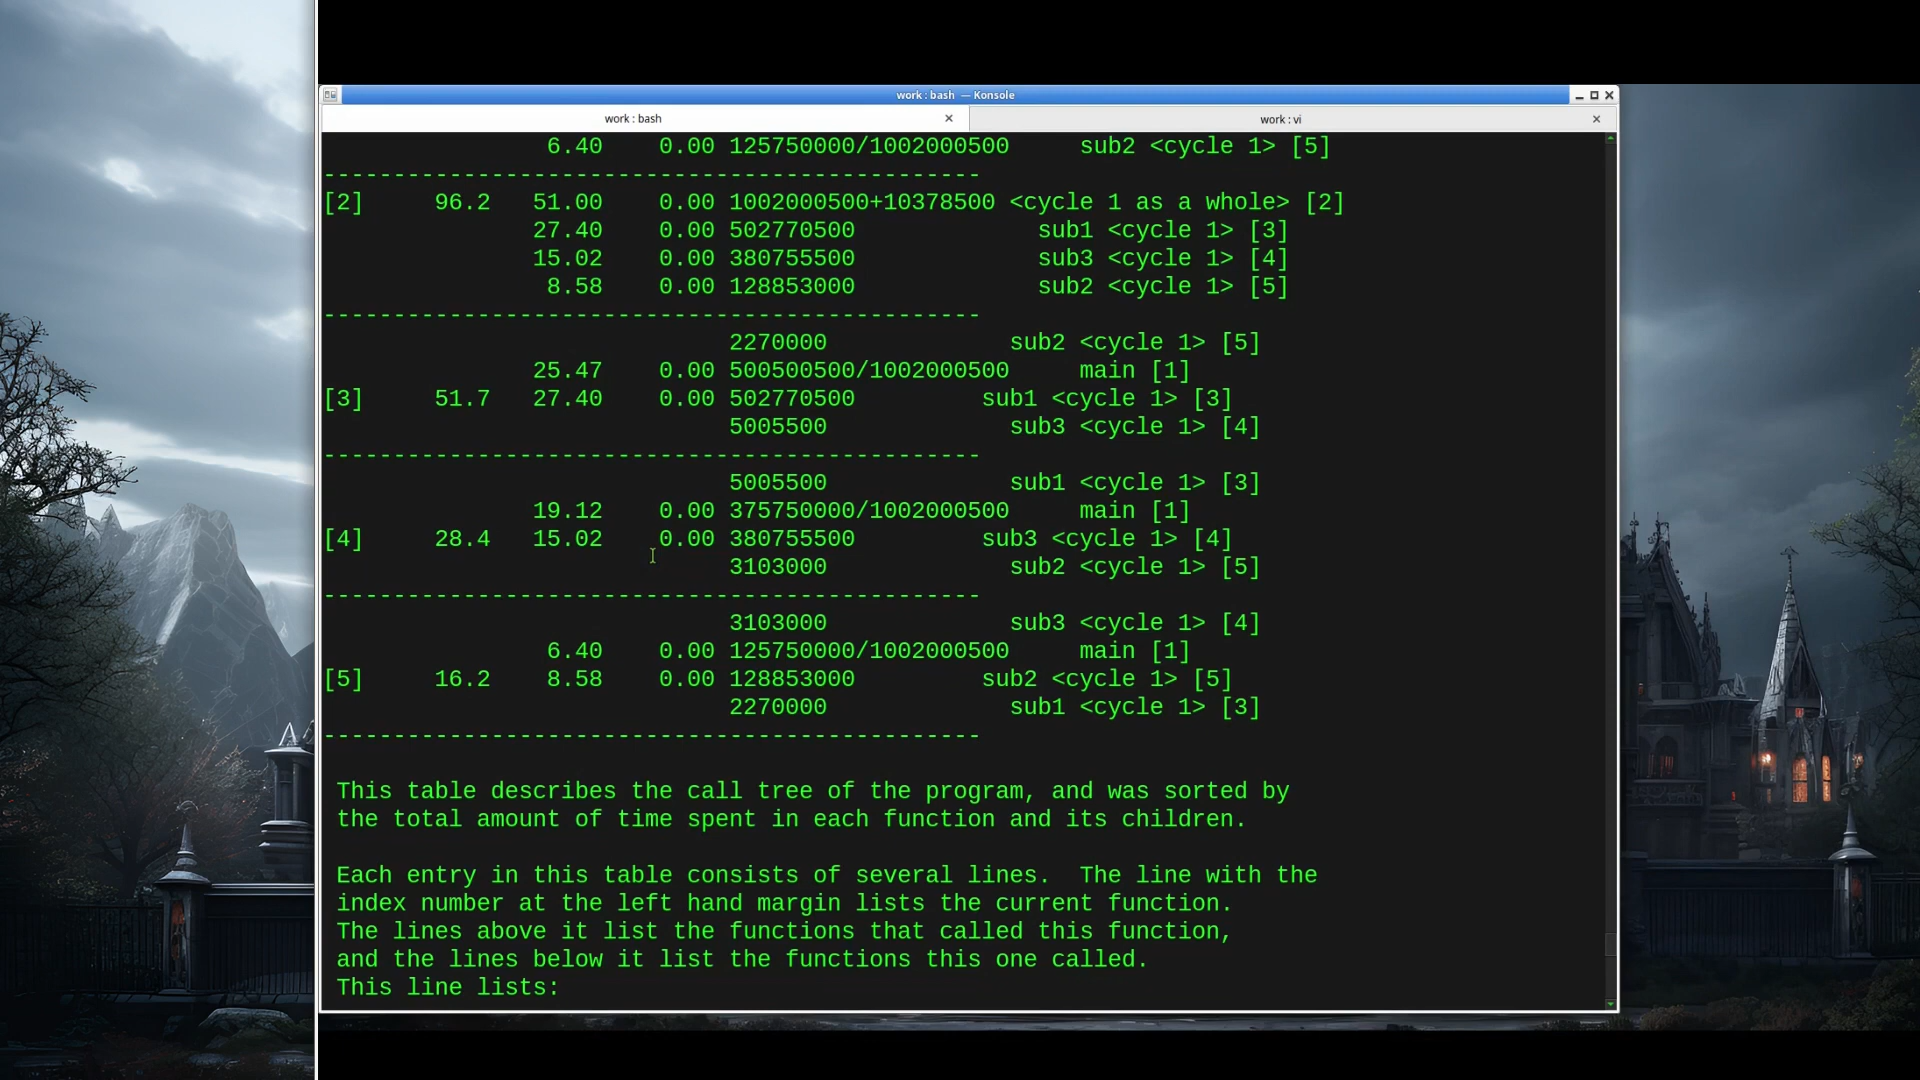 work : bash — Konsole
work : bash
work : vi
6.40 0.00 125750000/1002000500 sub2 <cycle 1> [5]
-----------------------------------------------
[2] 96.2 51.00 0.00 1002000500+10378500 <cycle 1 as a whole> [2]
27.40 0.00 502770500 sub1 <cycle 1> [3]
15.02 0.00 380755500 sub3 <cycle 1> [4]
8.58 0.00 128853000 sub2 <cycle 1> [5]
-----------------------------------------------
2270000 sub2 <cycle 1> [5]
25.47 0.00 500500500/1002000500 main [1]
[3] 51.7 27.40 0.00 502770500 sub1 <cycle 1> [3]
5005500 sub3 <cycle 1> [4]
-----------------------------------------------
5005500 sub1 <cycle 1> [3]
19.12 0.00 375750000/1002000500 main [1]
[4] 28.4 15.02 0.00 380755500 sub3 <cycle 1> [4]
3103000 sub2 <cycle 1> [5]
-----------------------------------------------
3103000 sub3 <cycle 1> [4]
6.40 0.00 125750000/1002000500 main [1]
[5] 16.2 8.58 0.00 128853000 sub2 <cycle 1> [5]
2270000 sub1 <cycle 1> [3]
-----------------------------------------------
This table describes the call tree of the program, and was sorted by
the total amount of time spent in each function and its children.
Each entry in this table consists of several lines.  The line with the
index number at the left hand margin lists the current function.
The lines above it list the functions that called this function,
and the lines below it list the functions this one called.
This line lists: